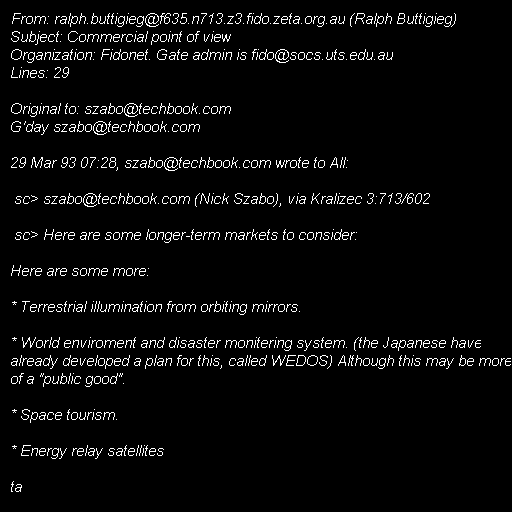 From: ralph.buttigieg@f635.n713.z3.fido.zeta.org.au (Ralph Buttigieg)
Subject: Commercial point of view
Organization: Fidonet. Gate admin is fido@socs.uts.edu.au
Lines: 29
Original to: szabo@techbook.com
G'day szabo@techbook.com
29 Mar 93 07:28, szabo@techbook.com wrote to All:
sc> szabo@techbook.com (Nick Szabo), via Kralizec 3:713/602
sc> Here are some longer-term markets to consider:
Here are some more:
* Terrestrial illumination from orbiting mirrors.
* World enviroment and disaster monitering system. (the Japanese have
already developed a plan for this, called WEDOS) Although this may be more
of a "public good".
* Space tourism.
* Energy relay satellites
ta